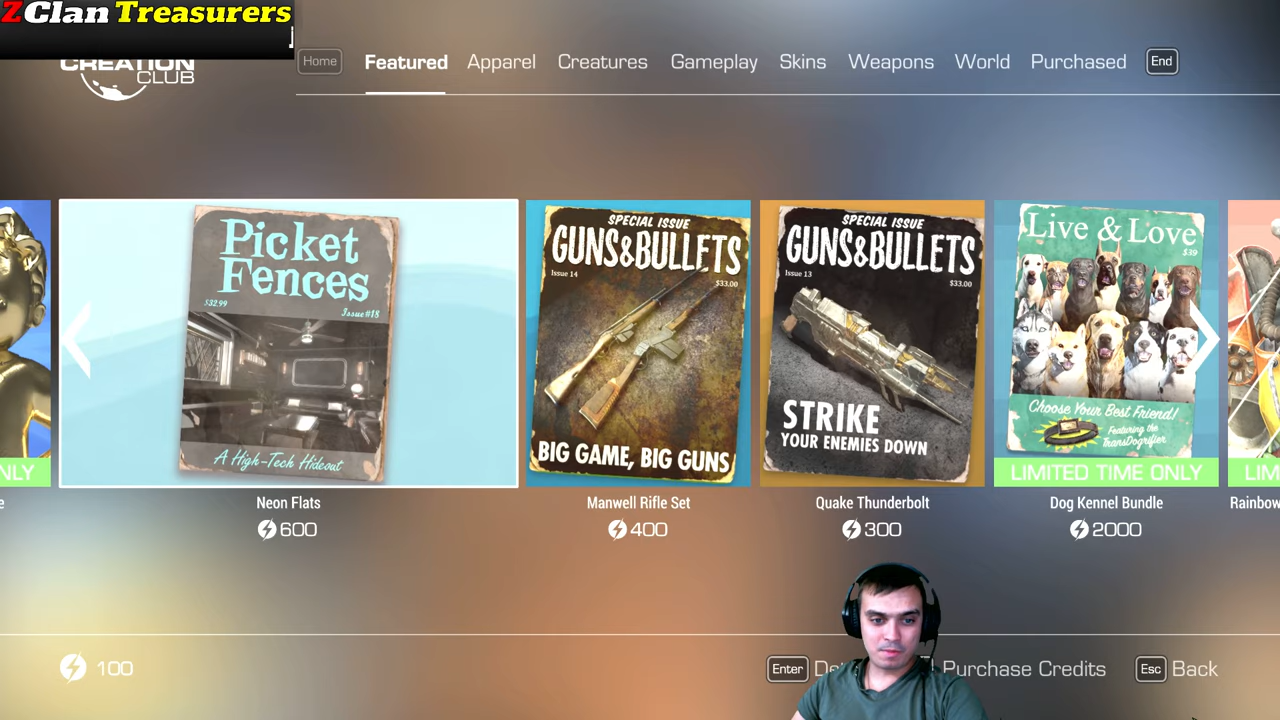 ZClan Treasurers
CREATION
CLUB
Home Featured Apparel Creatures Gameplay Skins Weapons World Purchased End
Picket
Fences
$32.99
Issue #18
A High-Tech Hideout
SPECIAL ISSUE
GUNS&BULLETS
Issue 14
$33.00
BIG GAME, BIG GUNS
SPECIAL ISSUE
GUNS&BULLETS
Issue 13
$33.00
STRIKE
YOUR ENEMIES DOWN
Live & Love
$39
Choose Your Best Friend!
Featuring the
TransDogrifier
NLY
LIMITED TIME ONLY
LIM
e
Neon Flats
600
Manwell Rifle Set
400
Quake Thunderbolt
300
Dog Kennel Bundle
2000
Rainbow
100
Enter De
Purchase Credits
Esc Back